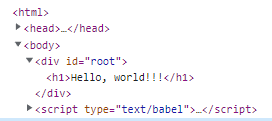 <html>
<head>…</head>
<body>
<div id="root">
<h1>Hello, world!!!</h1>
</div>
<script type="text/babel">…</script>